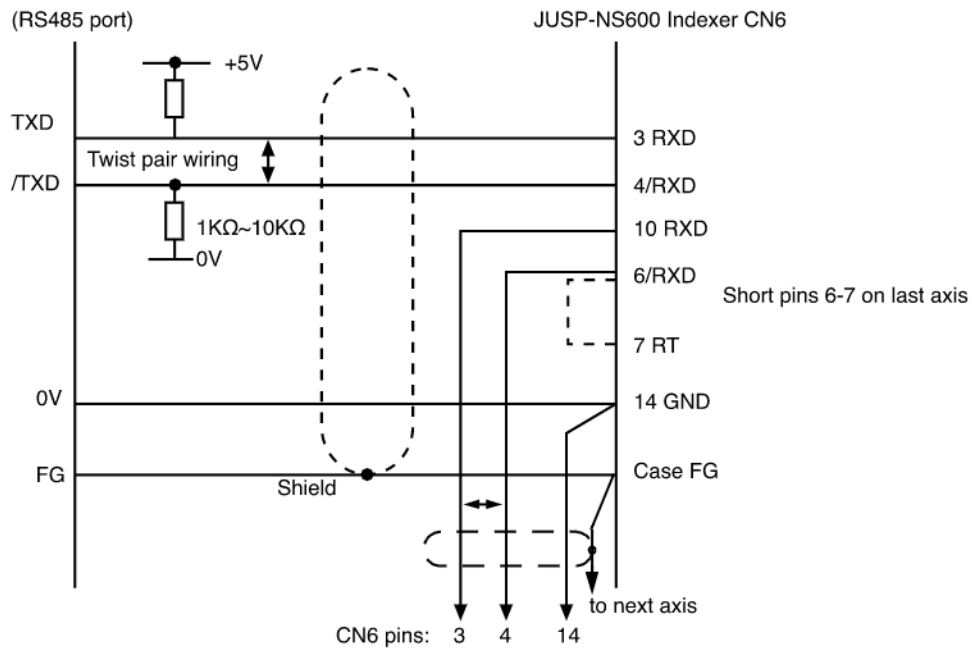 (RS485 port)
JUSP-NS600 Indexer CN6
+5V
TXD
3 RXD
Twist pair wiring
/TXD
4/RXD
1KΩ~10KΩ
10 RXD
0V
6/RXD
Short pins 6-7 on last axis
7 RT
0V
14 GND
FG
Case FG
Shield
to next axis
CN6 pins: 3 4 14